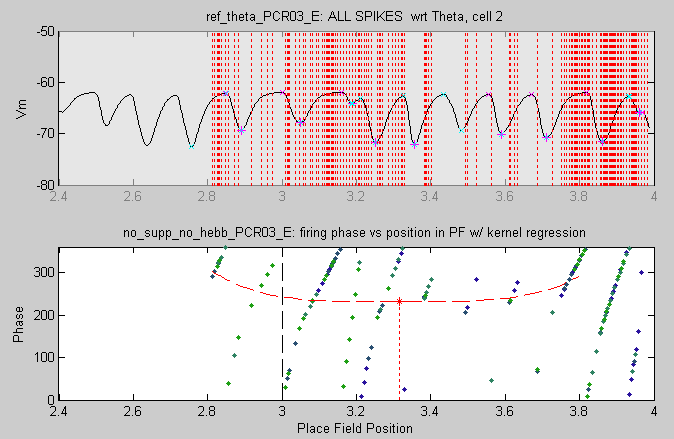 ref_theta_PCR03_E: ALL SPIKES wrt Theta, cell 2
-50
-60
-70
-80
Vm
2.4 2.6 2.8 3 3.2 3.4 3.6 3.8 4
no_supp_no_hebb_PCR03_E: firing phase vs position in PF w/ kernel regression
300
200
100
0
Phase
2.4 2.6 2.8 3 3.2 3.4 3.6 3.8 4
Place Field Position